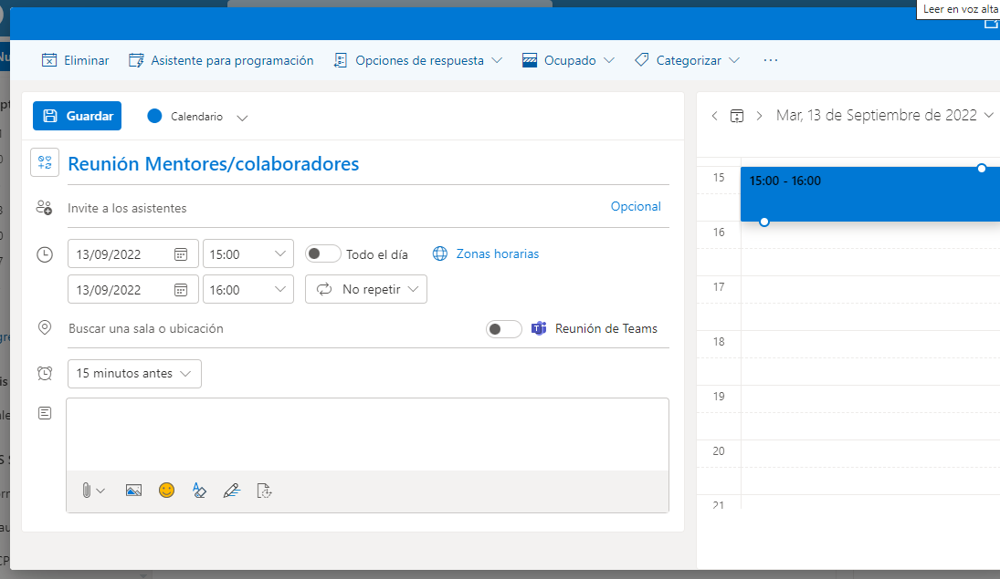 Leer en voz alta
Eliminar Asistente para programación Opciones de respuesta Ocupado Categorizar ...
Guardar Calendario
Reunión Mentores/colaboradores
Invite a los asistentes Opcional
13/09/2022 15:00 Todo el día Zonas horarias
13/09/2022 16:00 No repetir
Buscar una sala o ubicación Reunión de Teams
15 minutos antes
Mar, 13 de Septiembre de 2022
15 15:00 - 16:00
16
17
18
19
20
21